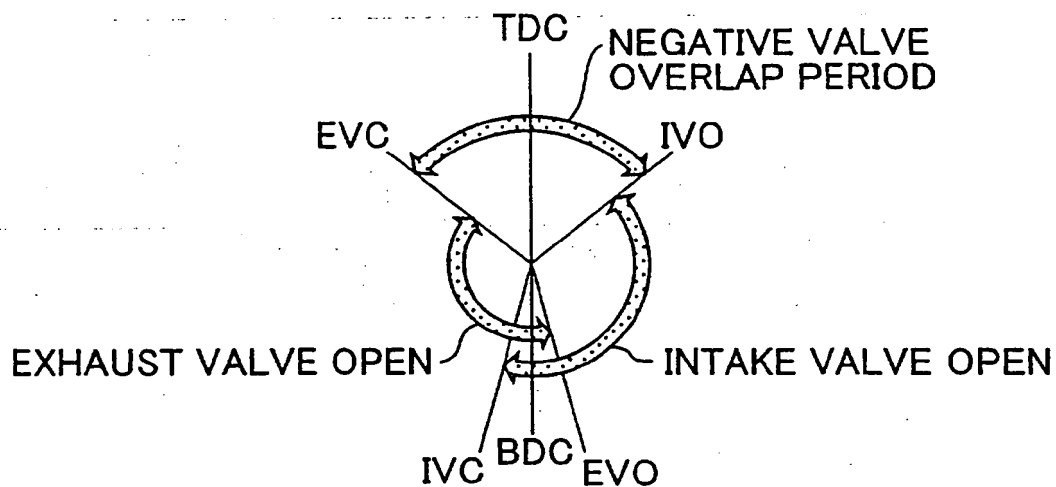 TDC
NEGATIVE VALVE
OVERLAP PERIOD
EVC
IVO
EXHAUST VALVE OPEN
INTAKE VALVE OPEN
IVC
BDC
EVO